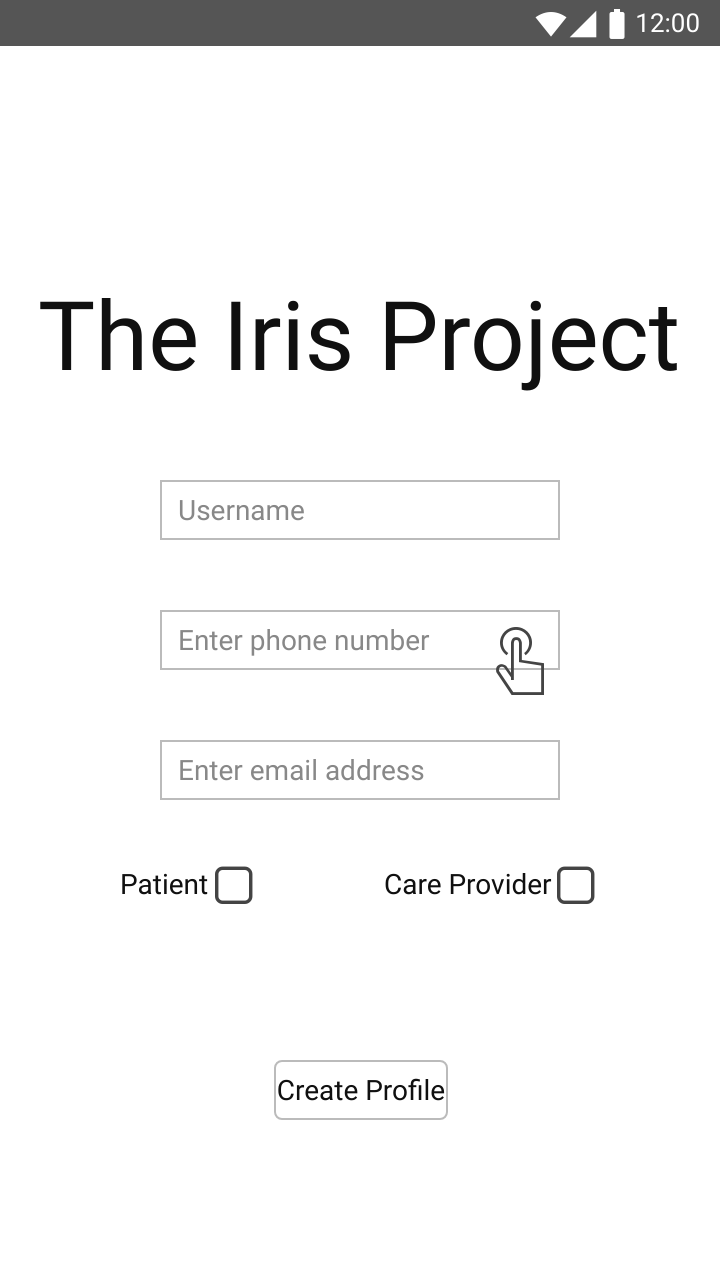 12:00
The Iris Project
Username
Enter phone number
Enter email address
Patient
Care Provider
Create Profile